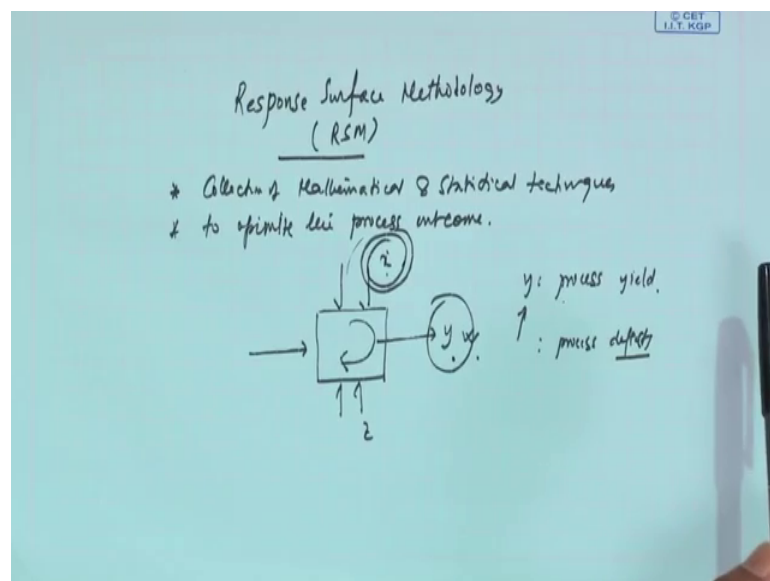 © CET
I.I.T. KGP
Response Surface Methodology
(RSM)
* Collection of Mathematical & Statistical techniques
* to optimize the process outcome.
x
y: process yield.
y
: process defects
z